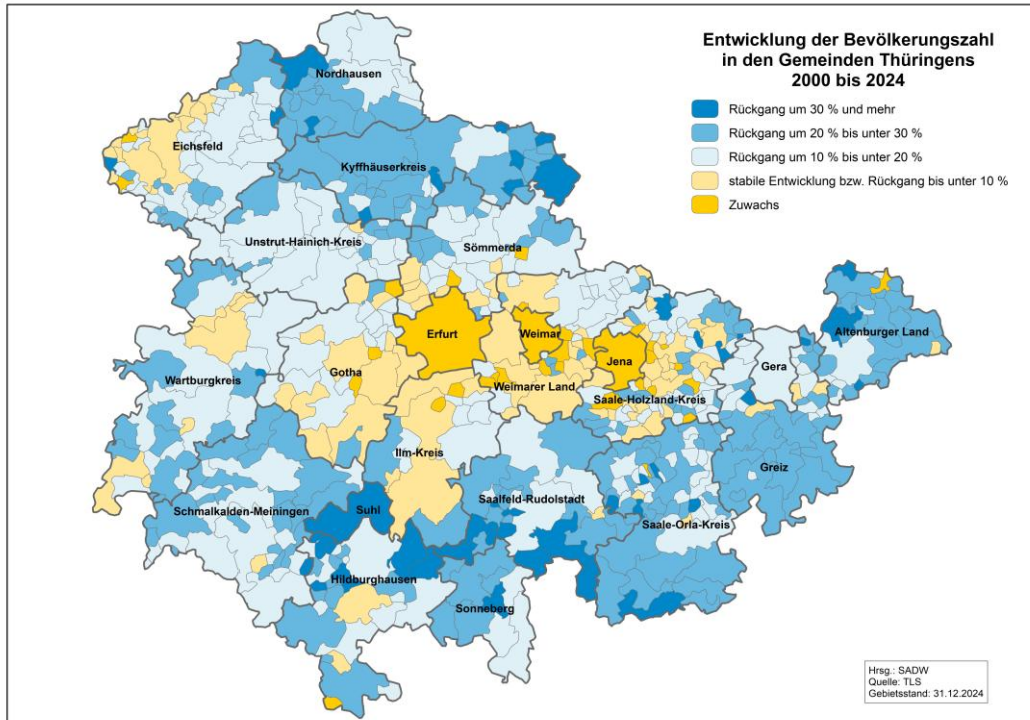 Entwicklung der Bevölkerungszahl
in den Gemeinden Thüringens
2000 bis 2024
Rückgang um 30 % und mehr
Rückgang um 20 % bis unter 30 %
Rückgang um 10 % bis unter 20 %
stabile Entwicklung bzw. Rückgang bis unter 10 %
Zuwachs
Nordhausen
Eichsfeld
Kyffhäuserkreis
Unstrut-Hainich-Kreis
Sömmerda
Altenburger Land
Erfurt
Weimar
Jena
Gera
Gotha
Wartburgkreis
Weimarer Land
Saale-Holzland-Kreis
Ilm-Kreis
Greiz
Saalfeld-Rudolstadt
Schmalkalden-Meiningen
Suhl
Saale-Orla-Kreis
Hildburghausen
Sonneberg
Hrsg.: SADW
Quelle: TLS
Gebietsstand: 31.12.2024